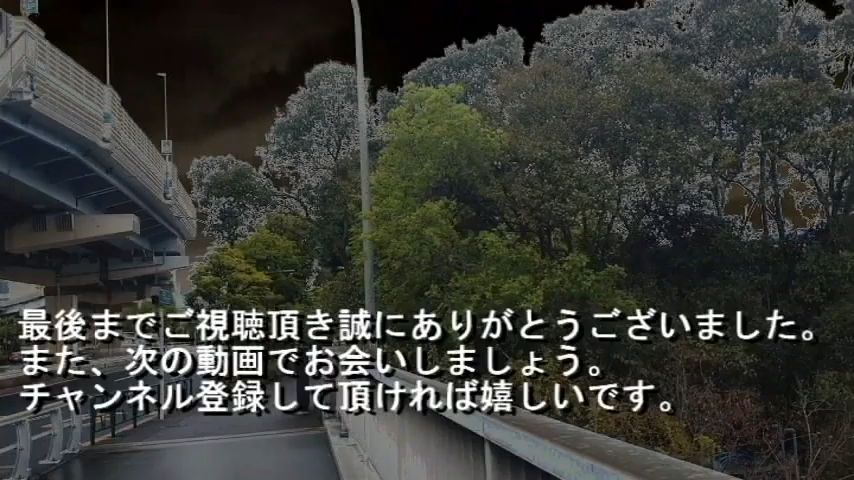 最後までご視聴頂き誠にありがとうございました。
また、次の動画でお会いしましょう。
チャンネル登録して頂ければ嬉しいです。